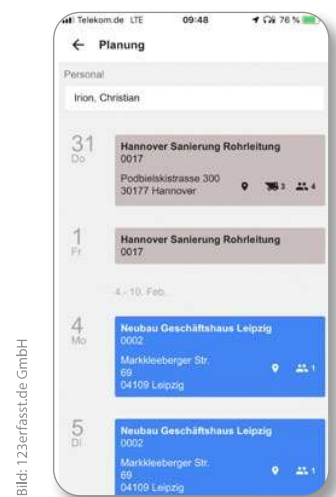 Telekom.de LTE 09:48 76 %
← Planung
Personal
Irion, Christian
31
Do
Hannover Sanierung Rohrleitung
0017
Podbielskistrasse 300
30177 Hannover
3 4
1
Fr
Hannover Sanierung Rohrleitung
0017
4.- 10. Feb.
4
Mo
Neubau Geschäftshaus Leipzig
0002
Markkleeberger Str.
69
04109 Leipzig
1
5
Di
Neubau Geschäftshaus Leipzig
0002
Markkleeberger Str.
69
04109 Leipzig
1
Bild: 123erfasst.de GmbH